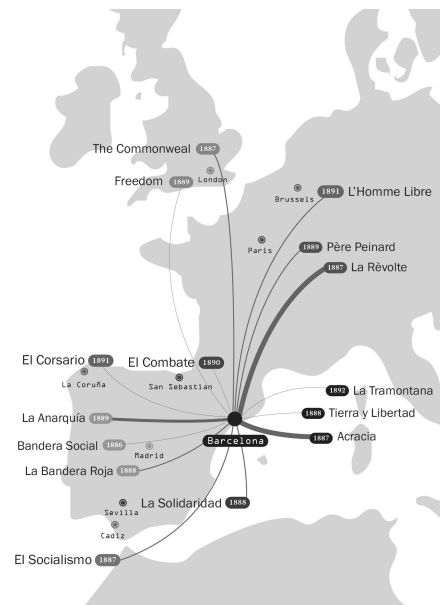 The Commonweal 1887
Freedom 1889
London
Brussels
1891 L'Homme Libre
Paris
1889 Père Peinard
1887 La Rèvolte
El Corsario 1891
El Combate 1890
La Coruña
San Sebastian
1892 La Tramontana
La Anarquía 1889
1888 Tierra y Libertad
Barcelona
1887 Acracia
Bandera Social 1886
Madrid
La Bandera Roja 1888
La Solidaridad 1888
Sevilla
Cadiz
El Socialismo 1887